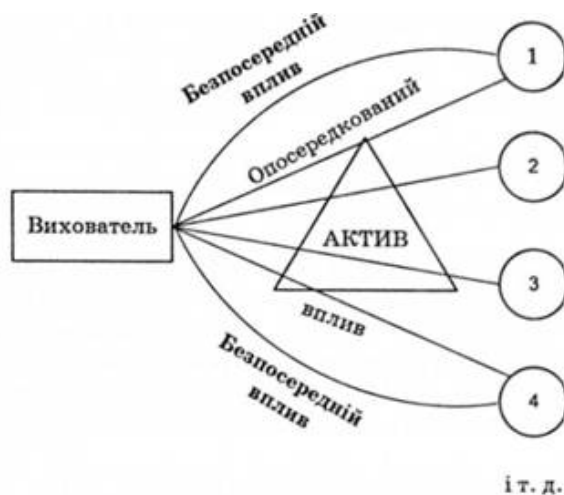 Безпосередній
вплив
1
Опосередкований
2
Вихователь
АКТИВ
3
вплив
Безпосередній
вплив
4
і т. д.